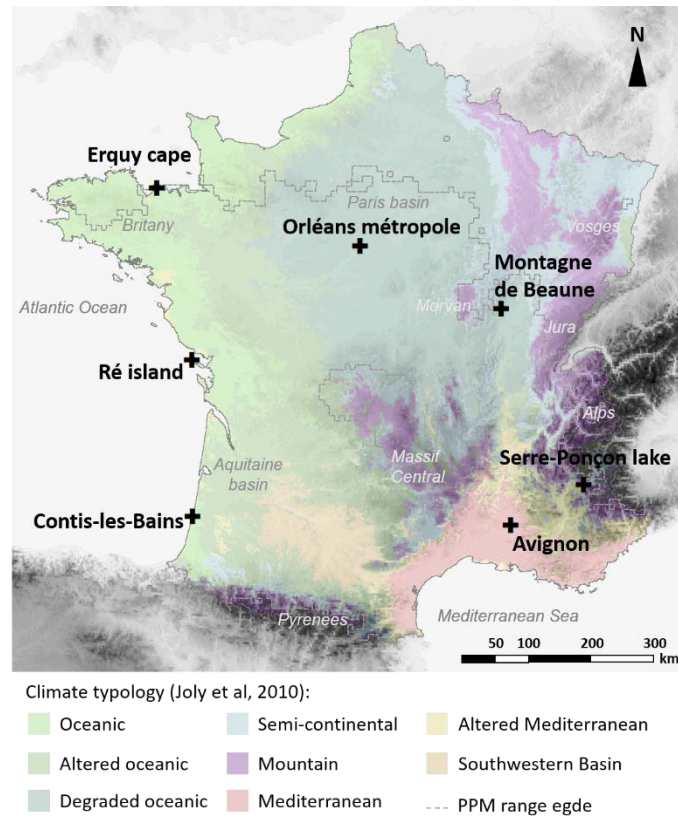 N
Erquy cape
Paris basin
Britany
Orléans métropole
Vosges
Montagne
de Beaune
Atlantic Ocean
Morvan
Jura
Ré island
Alps
Massif
Central
Serre-Ponçon lake
Aquitaine
basin
Contis-les-Bains
Avignon
Pyrenees
Mediterranean Sea
50 100 200 300
km
Climate typology (Joly et al, 2010):
Oceanic Semi-continental Altered Mediterranean
Altered oceanic Mountain Southwestern Basin
Degraded oceanic Mediterranean PPM range egde